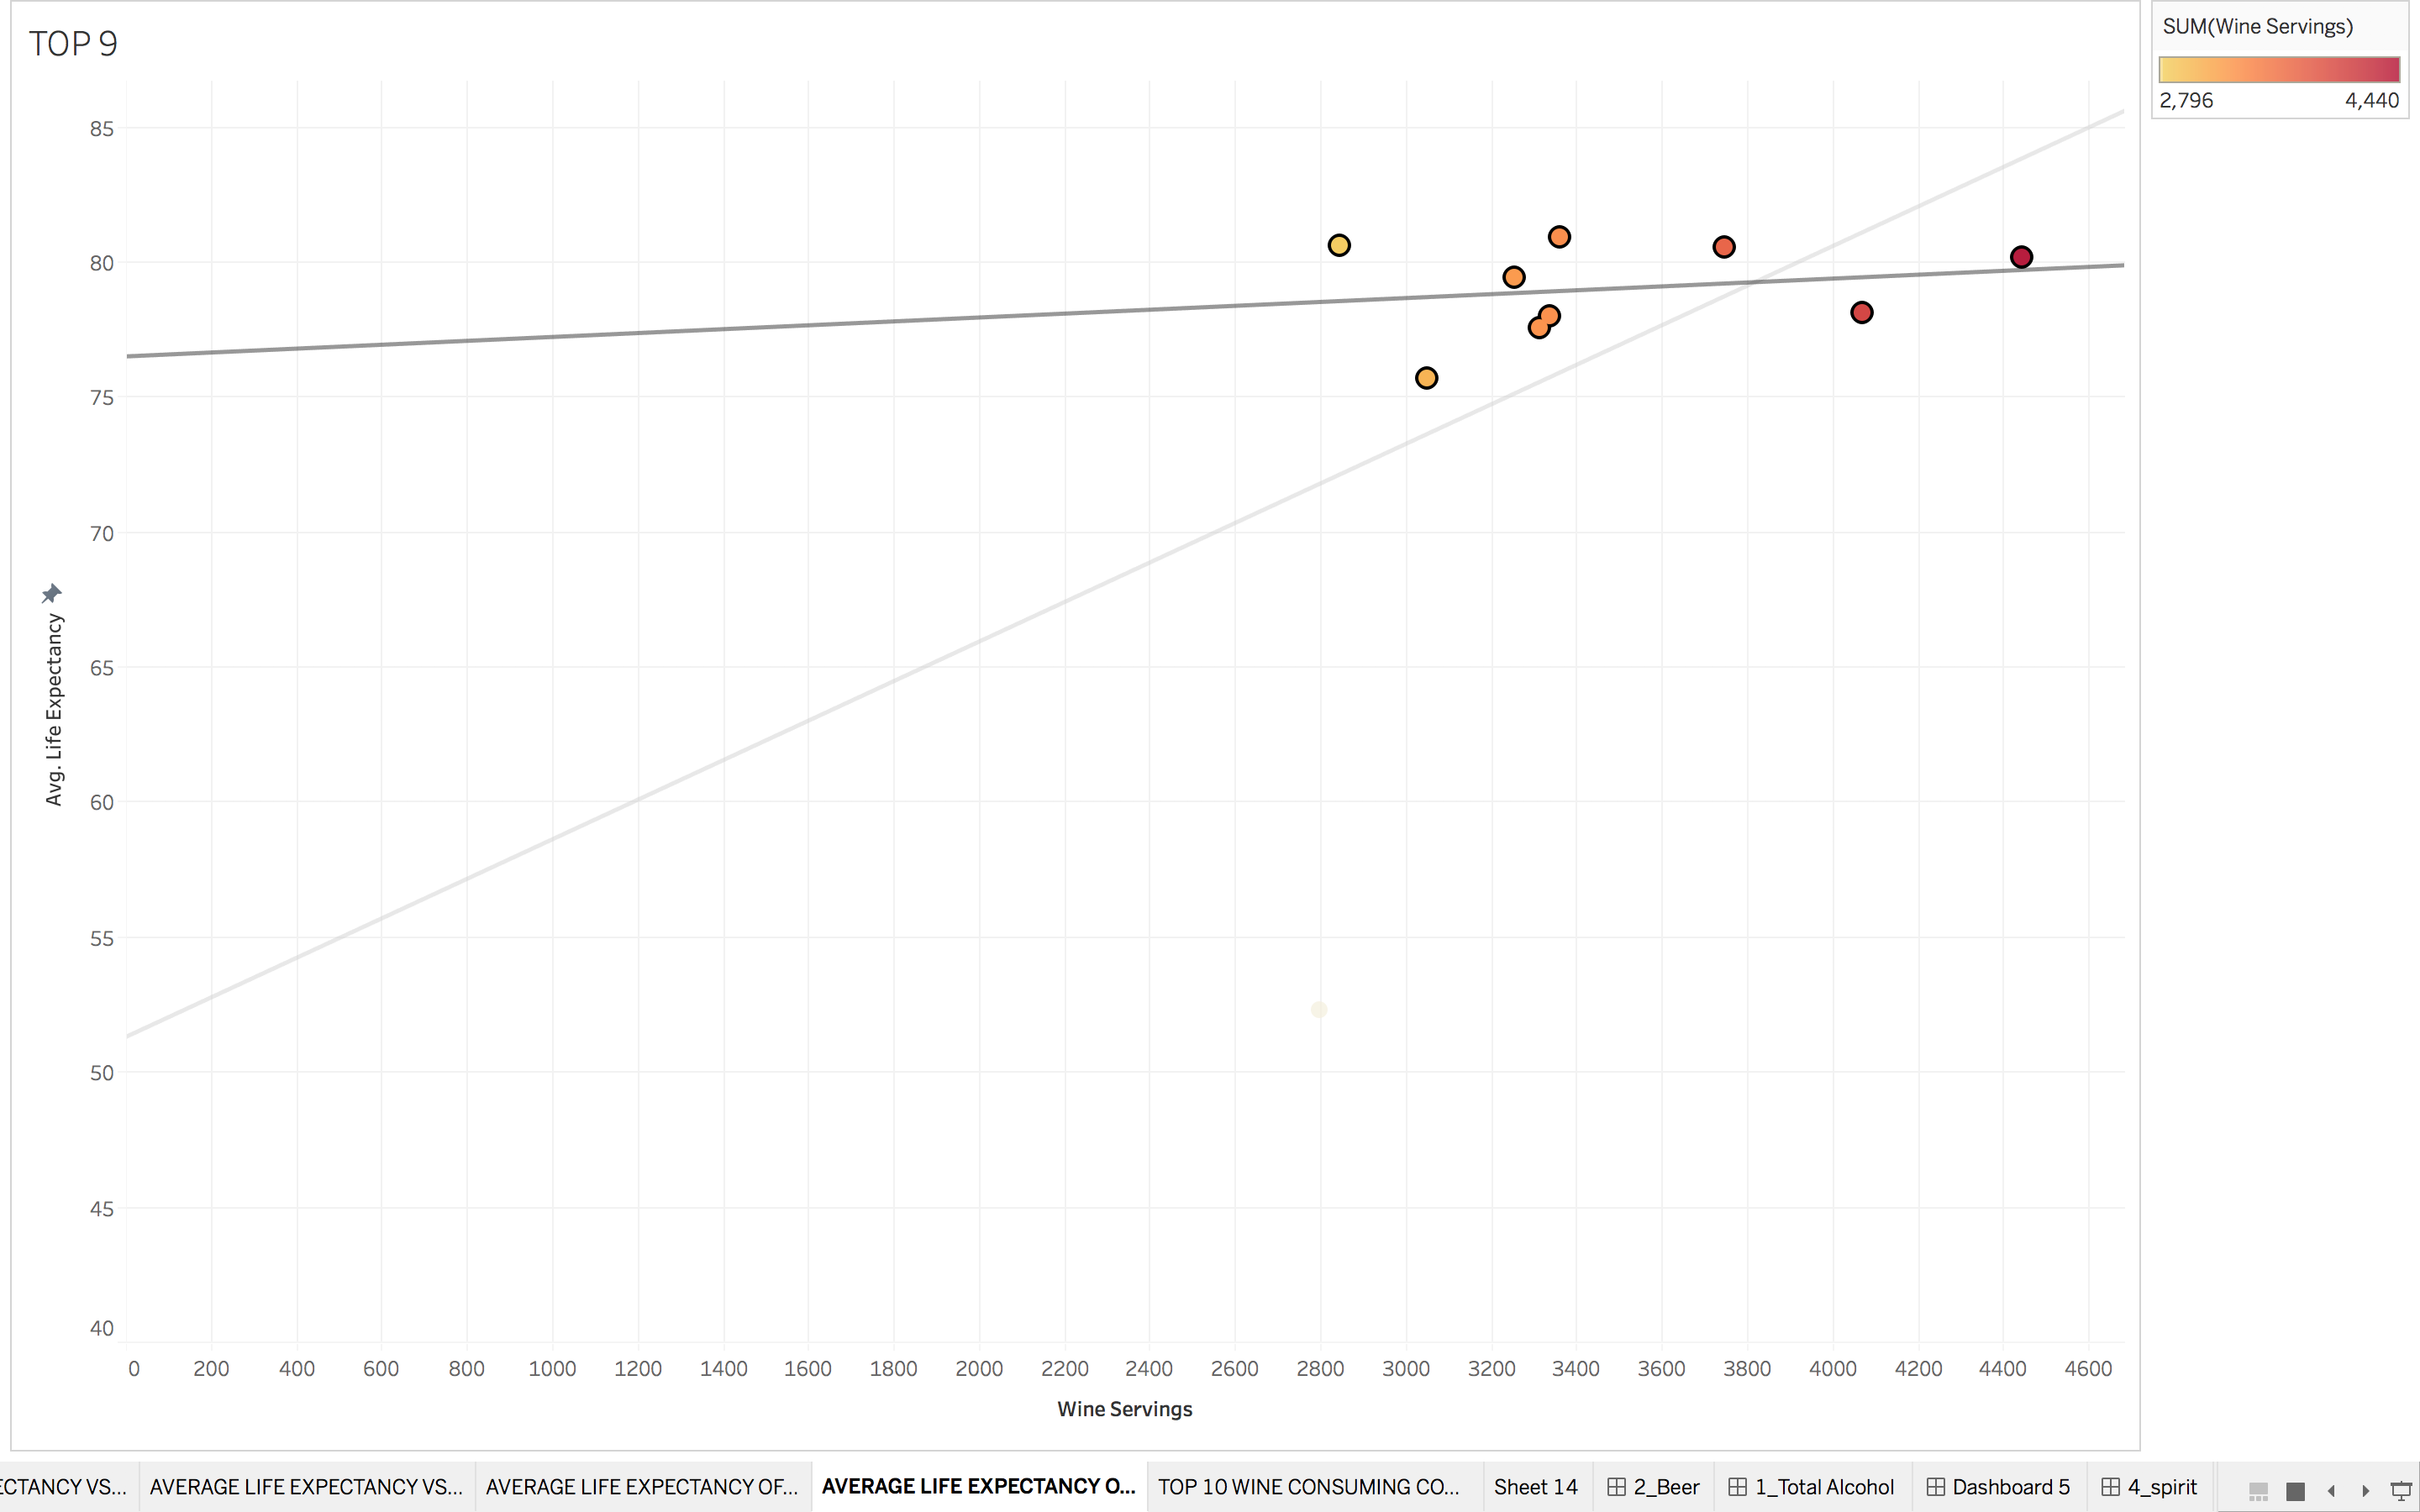 TOP 9
SUM(Wine Servings)
2,796 4,440
85
80
75
70
65
60
55
50
45
40
Avg. Life Expectancy
0 200 400 600 800 1000 1200 1400 1600 1800 2000 2200 2400 2600 2800 3000 3200 3400 3600 3800 4000 4200 4400 4600
Wine Servings
ECTANCY VS... AVERAGE LIFE EXPECTANCY VS... AVERAGE LIFE EXPECTANCY OF... AVERAGE LIFE EXPECTANCY O... TOP 10 WINE CONSUMING CO... Sheet 14 2_Beer 1_Total Alcohol Dashboard 5 4_spirit